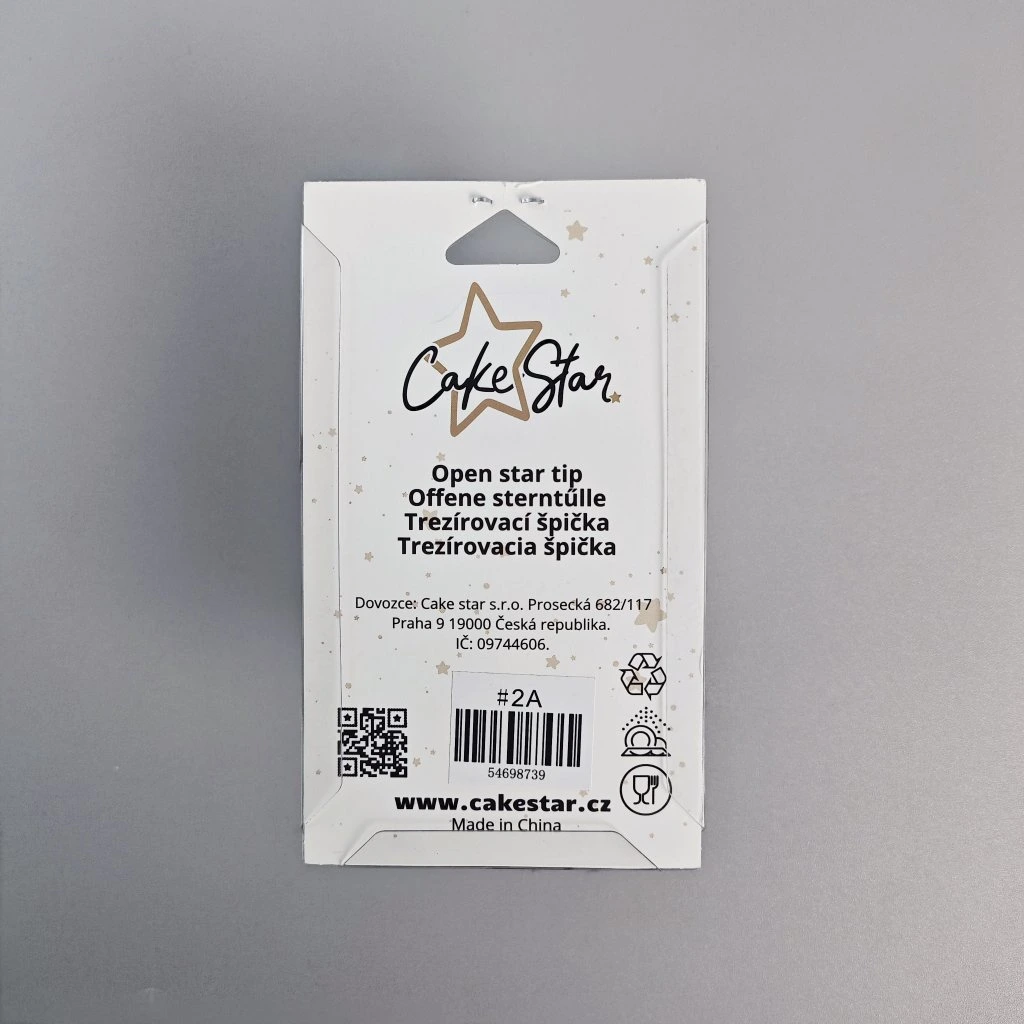 Cake Star
Open star tip
Offene sterntűlle
Trezírovací špička
Trezírovacia špička
Dovozce: Cake star s.r.o. Prosecká 682/117
Praha 9 19000 Česká republika.
IČ: 09744606.
#2A
54698739
www.cakestar.cz
Made in China